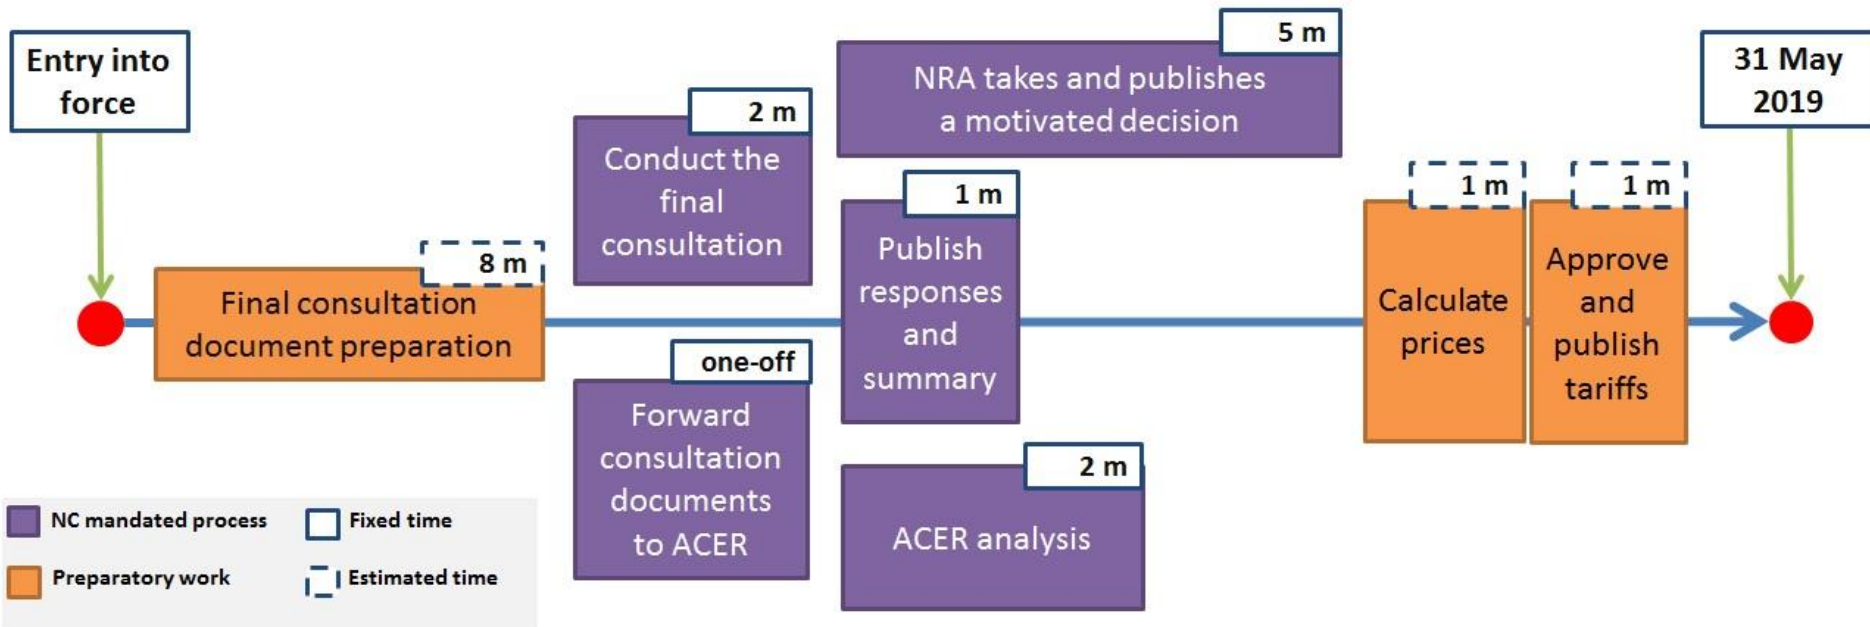 Entry into
force
8 m
Final consultation
document preparation
2 m
Conduct the
final
consultation
one-off
Forward
consultation
documents
to ACER
5 m
NRA takes and publishes
a motivated decision
1 m
Publish
responses
and
summary
2 m
ACER analysis
1 m
Calculate
prices
1 m
Approve
and
publish
tariffs
31 May
2019
NC mandated process
Fixed time
Preparatory work
Estimated time